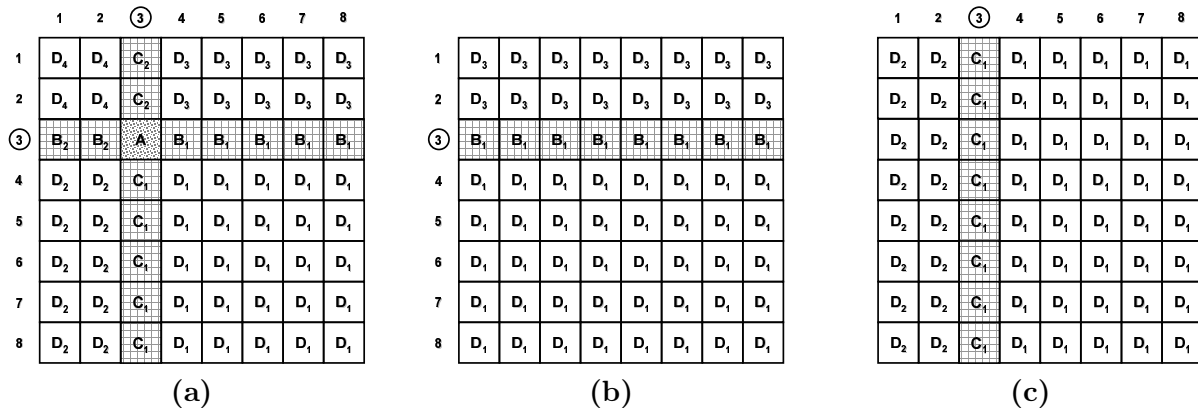 1 2 3 4 5 6 7 8
1 D4 D4 C2 D3 D3 D3 D3 D3
2 D4 D4 C2 D3 D3 D3 D3 D3
3 B2 B2 A B1 B1 B1 B1 B1
4 D2 D2 C1 D1 D1 D1 D1 D1
5 D2 D2 C1 D1 D1 D1 D1 D1
6 D2 D2 C1 D1 D1 D1 D1 D1
7 D2 D2 C1 D1 D1 D1 D1 D1
8 D2 D2 C1 D1 D1 D1 D1 D1
(a)
1 D3 D3 D3 D3 D3 D3 D3 D3
2 D3 D3 D3 D3 D3 D3 D3 D3
3 B1 B1 B1 B1 B1 B1 B1 B1
4 D1 D1 D1 D1 D1 D1 D1 D1
5 D1 D1 D1 D1 D1 D1 D1 D1
6 D1 D1 D1 D1 D1 D1 D1 D1
7 D1 D1 D1 D1 D1 D1 D1 D1
8 D1 D1 D1 D1 D1 D1 D1 D1
(b)
1 2 3 4 5 6 7 8
D2 D2 C1 D1 D1 D1 D1 D1
D2 D2 C1 D1 D1 D1 D1 D1
D2 D2 C1 D1 D1 D1 D1 D1
D2 D2 C1 D1 D1 D1 D1 D1
D2 D2 C1 D1 D1 D1 D1 D1
D2 D2 C1 D1 D1 D1 D1 D1
D2 D2 C1 D1 D1 D1 D1 D1
D2 D2 C1 D1 D1 D1 D1 D1
(c)